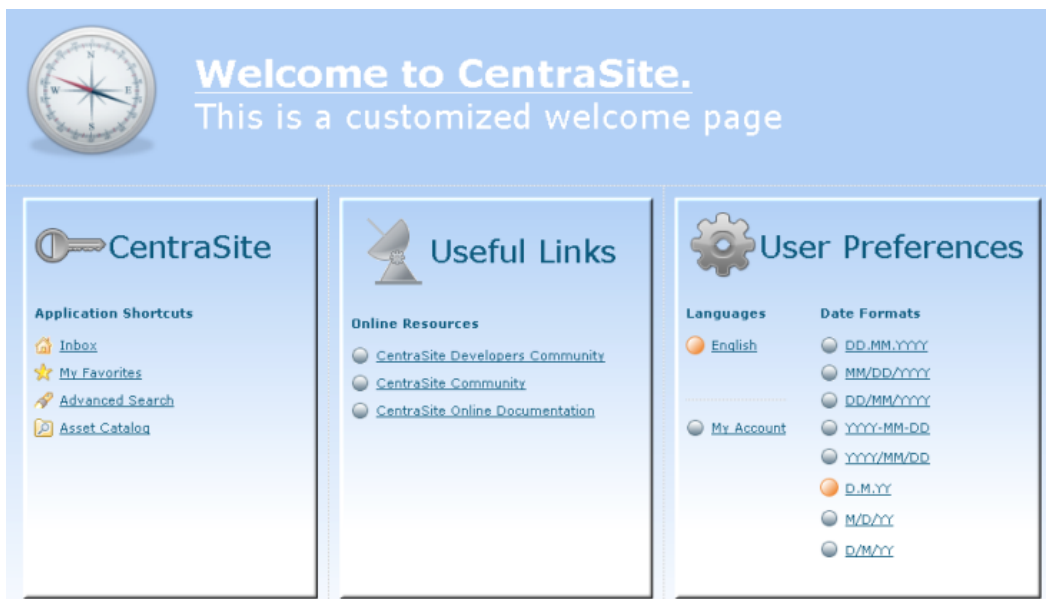 N
W
E
S
Welcome to CentraSite.
This is a customized welcome page
CentraSite
Application Shortcuts
Inbox
My Favorites
Advanced Search
Asset Catalog
Useful Links
Online Resources
CentraSite Developers Community
CentraSite Community
CentraSite Online Documentation
User Preferences
Languages
English
My Account
Date Formats
DD.MM.YYYY
MM/DD/YYYY
DD/MM/YYYY
YYYY-MM-DD
YYYY/MM/DD
D.M.YY
M/D/YY
D/M/YY